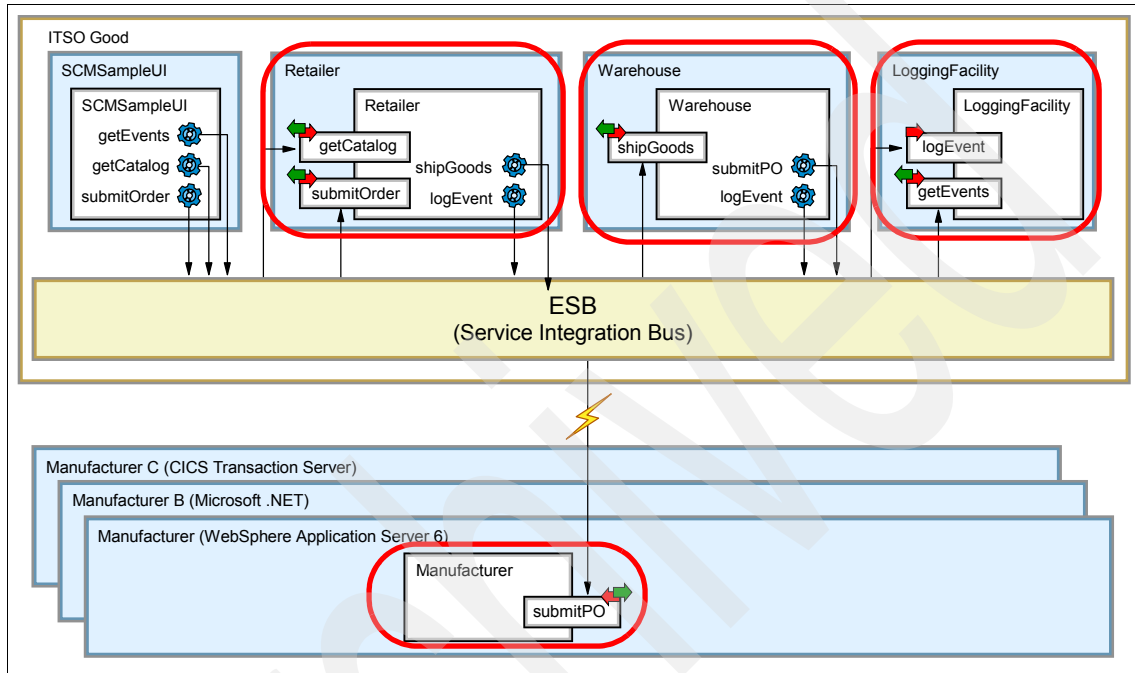 ITSO Good
SCMSampleUI
SCMSampleUI
getEvents
getCatalog
submitOrder
Retailer
Retailer
getCatalog
submitOrder
shipGoods
logEvent
Warehouse
Warehouse
shipGoods
submitPO
logEvent
LoggingFacility
LoggingFacility
logEvent
getEvents
ESB
(Service Integration Bus)
Manufacturer C (CICS Transaction Server)
Manufacturer B (Microsoft .NET)
Manufacturer (WebSphere Application Server 6)
Manufacturer
submitPO